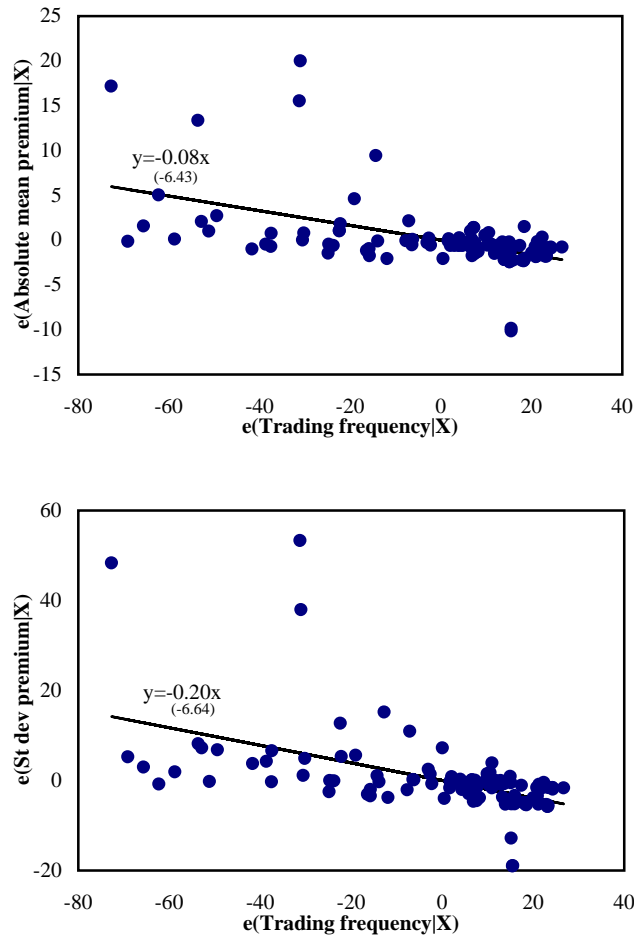 25
20
15
10
5
0
-5
-10
-15
e(Absolute mean premium|X)
y=-0.08x
(-6.43)
-80 -60 -40 -20 0 20 40
e(Trading frequency|X)
60
40
20
0
-20
e(St dev premium|X)
y=-0.20x
(-6.64)
-80 -60 -40 -20 0 20 40
e(Trading frequency|X)